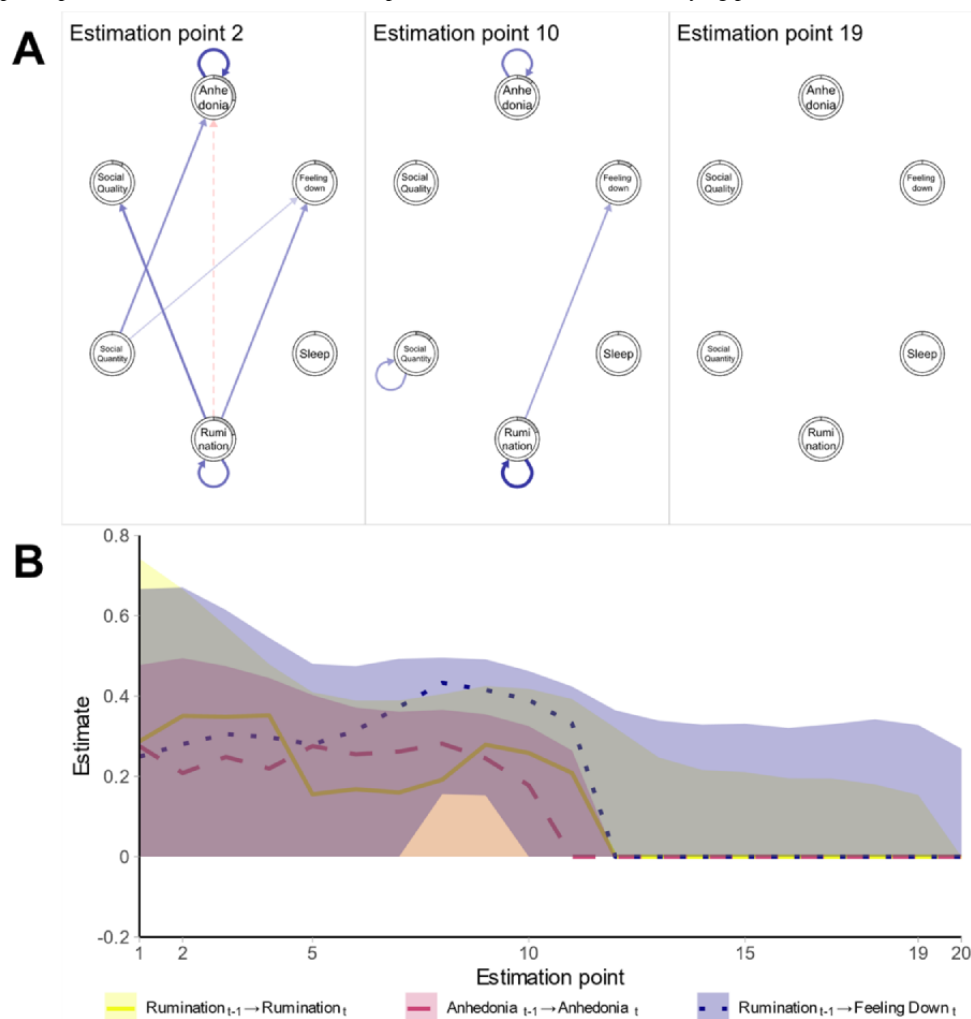 A
Estimation point 2
Estimation point 10
Estimation point 19
Anhe
donia
Social
Quality
Feeling
down
Social
Quantity
Sleep
Rumi
nation
Anhe
donia
Social
Quality
Feeling
down
Social
Quantity
Sleep
Rumi
nation
Anhe
donia
Social
Quality
Feeling
down
Social
Quantity
Sleep
Rumi
nation
B
0.8
0.6
0.4
0.2
0
-0.2
Estimate
1 2 5 10 15 19 20
Estimation point
Rumination t-1→Rumination t
Anhedonia t-1→Anhedonia t
Rumination t-1→Feeling Down t